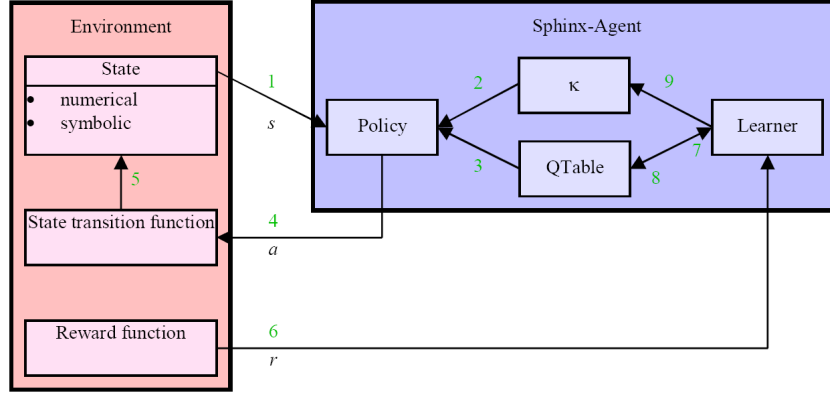 Environment
State
• numerical
• symbolic
5
State transition function
Reward function
1
s
4
a
6
r
Sphinx-Agent
Policy
2
κ
9
3
QTable
8
7
Learner